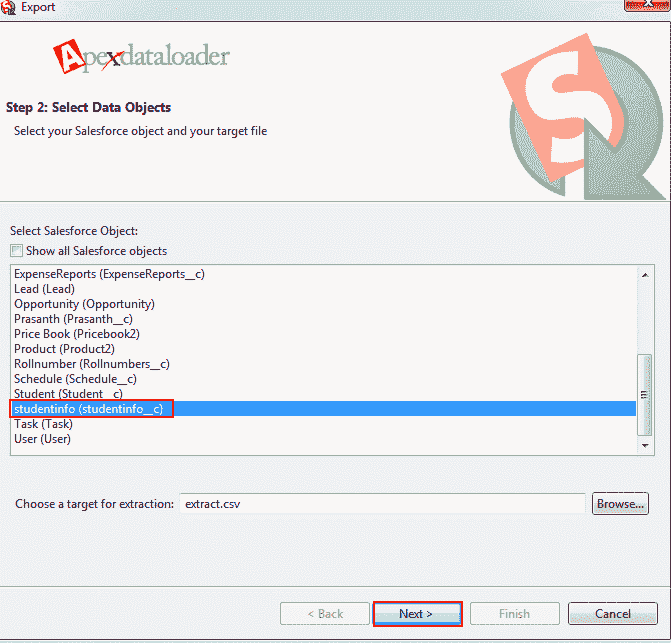 Export
Apexdataloader
Step 2: Select Data Objects
Select your Salesforce object and your target file
Select Salesforce Object:
Show all Salesforce objects
ExpenseReports (ExpenseReports__c)
Lead (Lead)
Opportunity (Opportunity)
Prasanth (Prasanth__c)
Price Book (Pricebook2)
Product (Product2)
Rollnumber (Rollnumbers__c)
Schedule (Schedule__c)
Student (Student__c)
studentinfo (studentinfo__c)
Task (Task)
User (User)
Choose a target for extraction: extract.csv Browse...
< Back Next > Finish Cancel